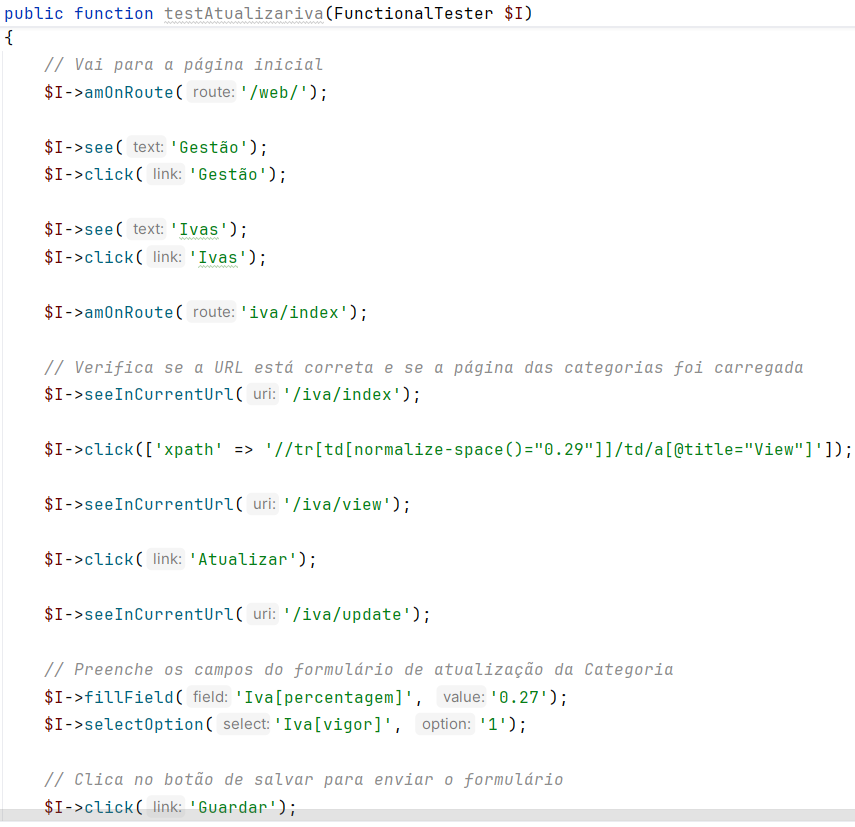 public function testAtualizariva(FunctionalTester $I)
{
// Vai para a página inicial
$I->amOnRoute( route: '/web/');
$I->see( text: 'Gestão');
$I->click( link: 'Gestão');
$I->see( text: 'Ivas');
$I->click( link: 'Ivas');
$I->amOnRoute( route: 'iva/index');
// Verifica se a URL está correta e se a página das categorias foi carregada
$I->seeInCurrentUrl( uri: '/iva/index');
$I->click(['xpath' => '//tr[td[normalize-space()="0.29"]]/td/a[@title="View"]']);
$I->seeInCurrentUrl( uri: '/iva/view');
$I->click( link: 'Atualizar');
$I->seeInCurrentUrl( uri: '/iva/update');
// Preenche os campos do formulário de atualização da Categoria
$I->fillField( field: 'Iva[percentagem]', value: '0.27');
$I->selectOption( select: 'Iva[vigor]', option: '1');
// Clica no botão de salvar para enviar o formulário
$I->click( link: 'Guardar');